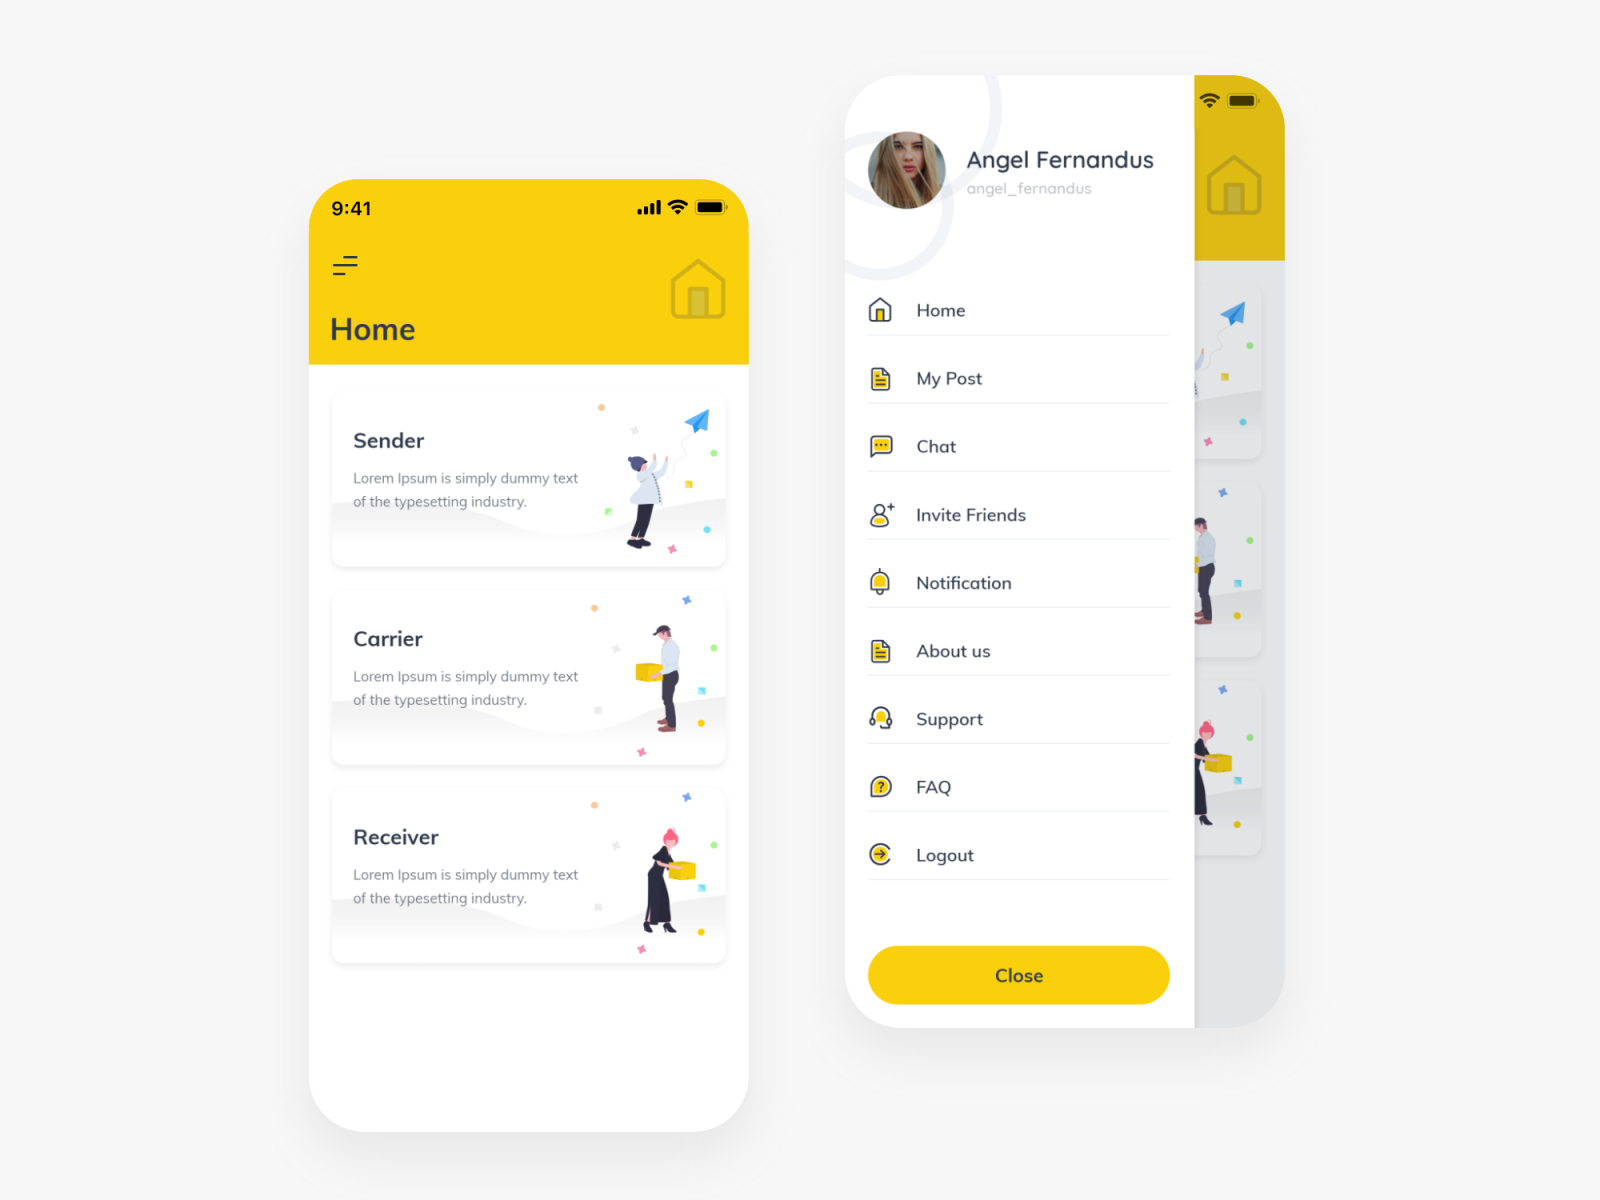 9:41
Home
Sender
Lorem Ipsum is simply dummy text
of the typesetting industry.
Carrier
Lorem Ipsum is simply dummy text
of the typesetting industry.
Receiver
Lorem Ipsum is simply dummy text
of the typesetting industry.
Angel Fernandus
angel_fernandus
Home
My Post
Chat
Invite Friends
Notification
About us
Support
?
FAQ
Logout
Close